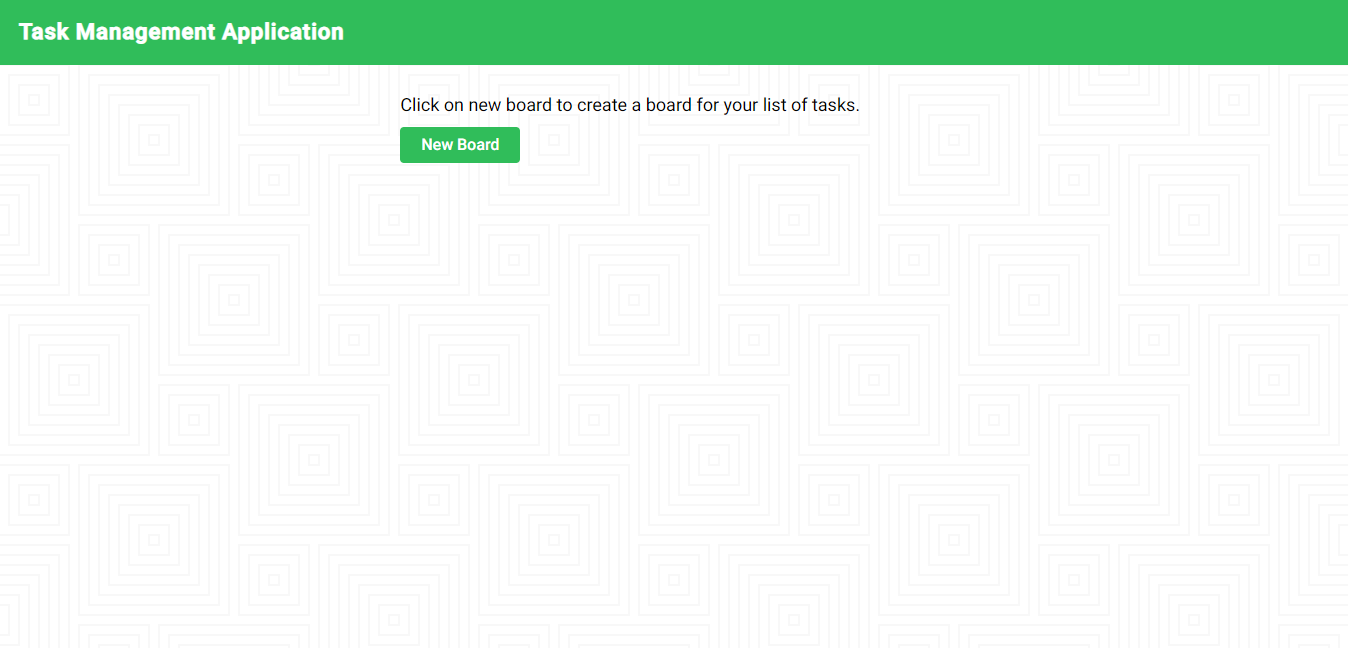 Task Management Application
Click on new board to create a board for your list of tasks.
New Board